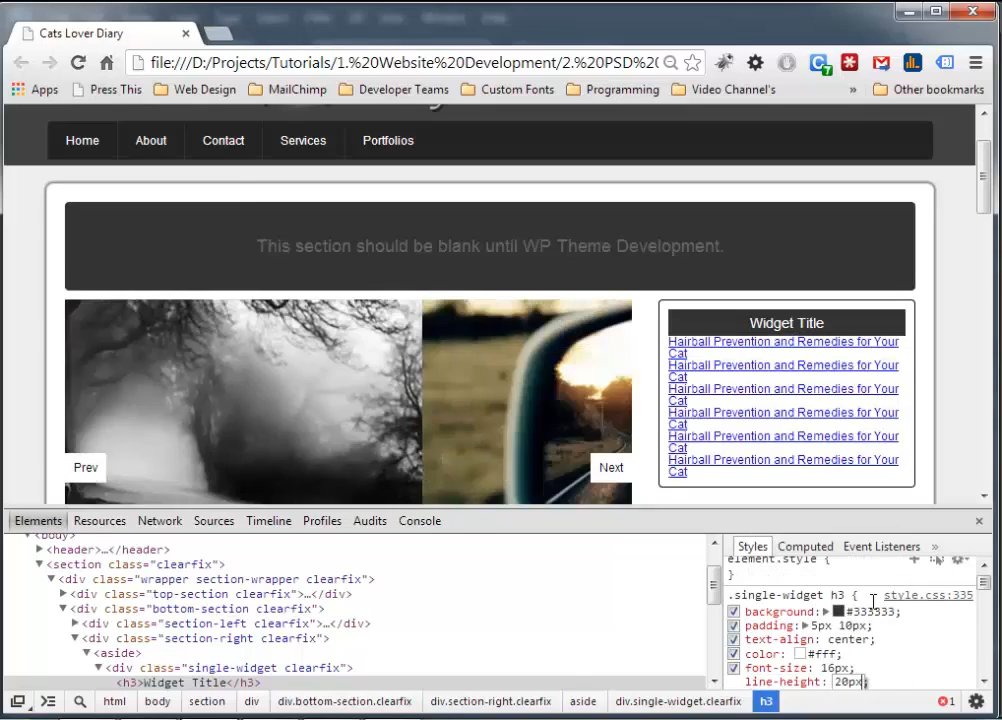 Cats Lover Diary
file:///D:/Projects/Tutorials/1.%20Website%20Development/2.%20PSD%20
Apps Press This Web Design MailChimp Developer Teams Custom Fonts Programming Video Channel's » Other bookmarks
Home About Contact Services Portfolios
This section should be blank until WP Theme Development.
Widget Title
Hairball Prevention and Remedies for Your
Cat
Hairball Prevention and Remedies for Your
Cat
Hairball Prevention and Remedies for Your
Cat
Hairball Prevention and Remedies for Your
Cat
Hairball Prevention and Remedies for Your
Cat
Hairball Prevention and Remedies for Your
Cat
Prev
Next
Elements Resources Network Sources Timeline Profiles Audits Console
<body>
<header>…</header>
<section class="clearfix">
<div class="wrapper section-wrapper clearfix">
<div class="top-section clearfix">…</div>
<div class="bottom-section clearfix">
<div class="section-left clearfix">…</div>
<div class="section-right clearfix">
<aside>
<div class="single-widget clearfix">
<h3>Widget Title</h3>
Styles Computed Event Listeners »
element.style {
}
.single-widget h3 { style.css:335
background: #333333;
padding: 5px 10px;
text-align: center;
color: #fff;
font-size: 16px;
line-height: 20px;
html body section div div.bottom-section.clearfix div.section-right.clearfix aside div.single-widget.clearfix h3 1